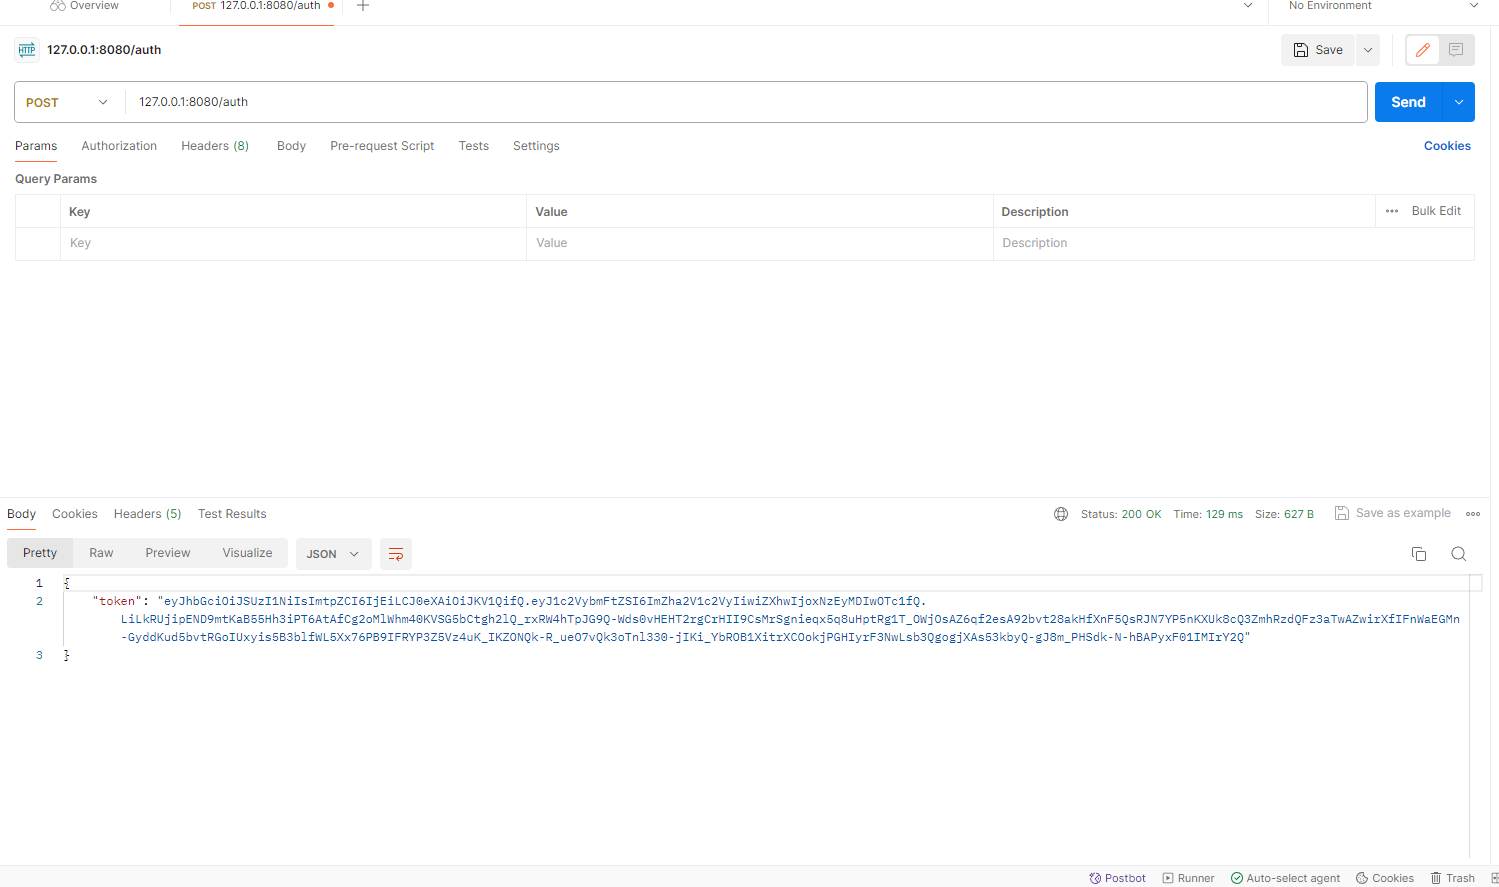 Overview
POST 127.0.0.1:8080/auth
No Environment
HTTP 127.0.0.1:8080/auth
Save
POST 127.0.0.1:8080/auth
Send
Params Authorization Headers (8) Body Pre-request Script Tests Settings Cookies
Query Params
Key Value Description Bulk Edit
Key Value Description
Body Cookies Headers (5) Test Results Status: 200 OK Time: 129 ms Size: 627 B Save as example
Pretty Raw Preview Visualize JSON
1 {
2 "token": "eyJhbGciOiJSUzI1NiIsImtpZCI6IjEiLCJ0eXAiOiJKV1QifQ.eyJ1c2VybmFtZSI6ImZha2V1c2VyIiwiZXhwIjoxNzEyMDIwOTc1fQ.
LiLkRUjipEND9mtKaB55Hh3iPT6AtAfCg2oMlWhm40KVSG5bCtgh2lQ_rxRW4hTpJG9Q-Wds0vHEHT2rgCrHII9CsMrSgnieqx5q8uHptRg1T_OWjOsAZ6qf2esA92bvt28akHfXnF5QsRJN7YP5nKXUk8cQ3ZmhRzdQFz3aTwAZwirXfIFnWaEGMn
-GyddKud5bvtRGoIUxyis5B3blfWL5Xx76PB9IFRYP3Z5Vz4uK_IKZONQk-R_ueO7vQk3oTnl330-jIKi_YbROB1XitrXCOokjPGHIyrF3NwLsb3QgogjXAs53kbyQ-gJ8m_PHSdk-N-hBAPyxF01IMIrY2Q"
3 }
Postbot Runner Auto-select agent Cookies Trash